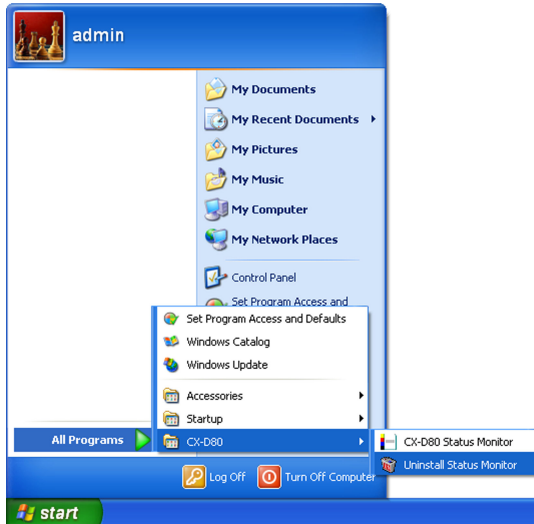 admin
My Documents
My Recent Documents
My Pictures
My Music
My Computer
My Network Places
Control Panel
Set Program Access and
Set Program Access and Defaults
Windows Catalog
Windows Update
Accessories
Startup
CX-D80
CX-D80 Status Monitor
Uninstall Status Monitor
All Programs
Log Off
Turn Off Computer
start